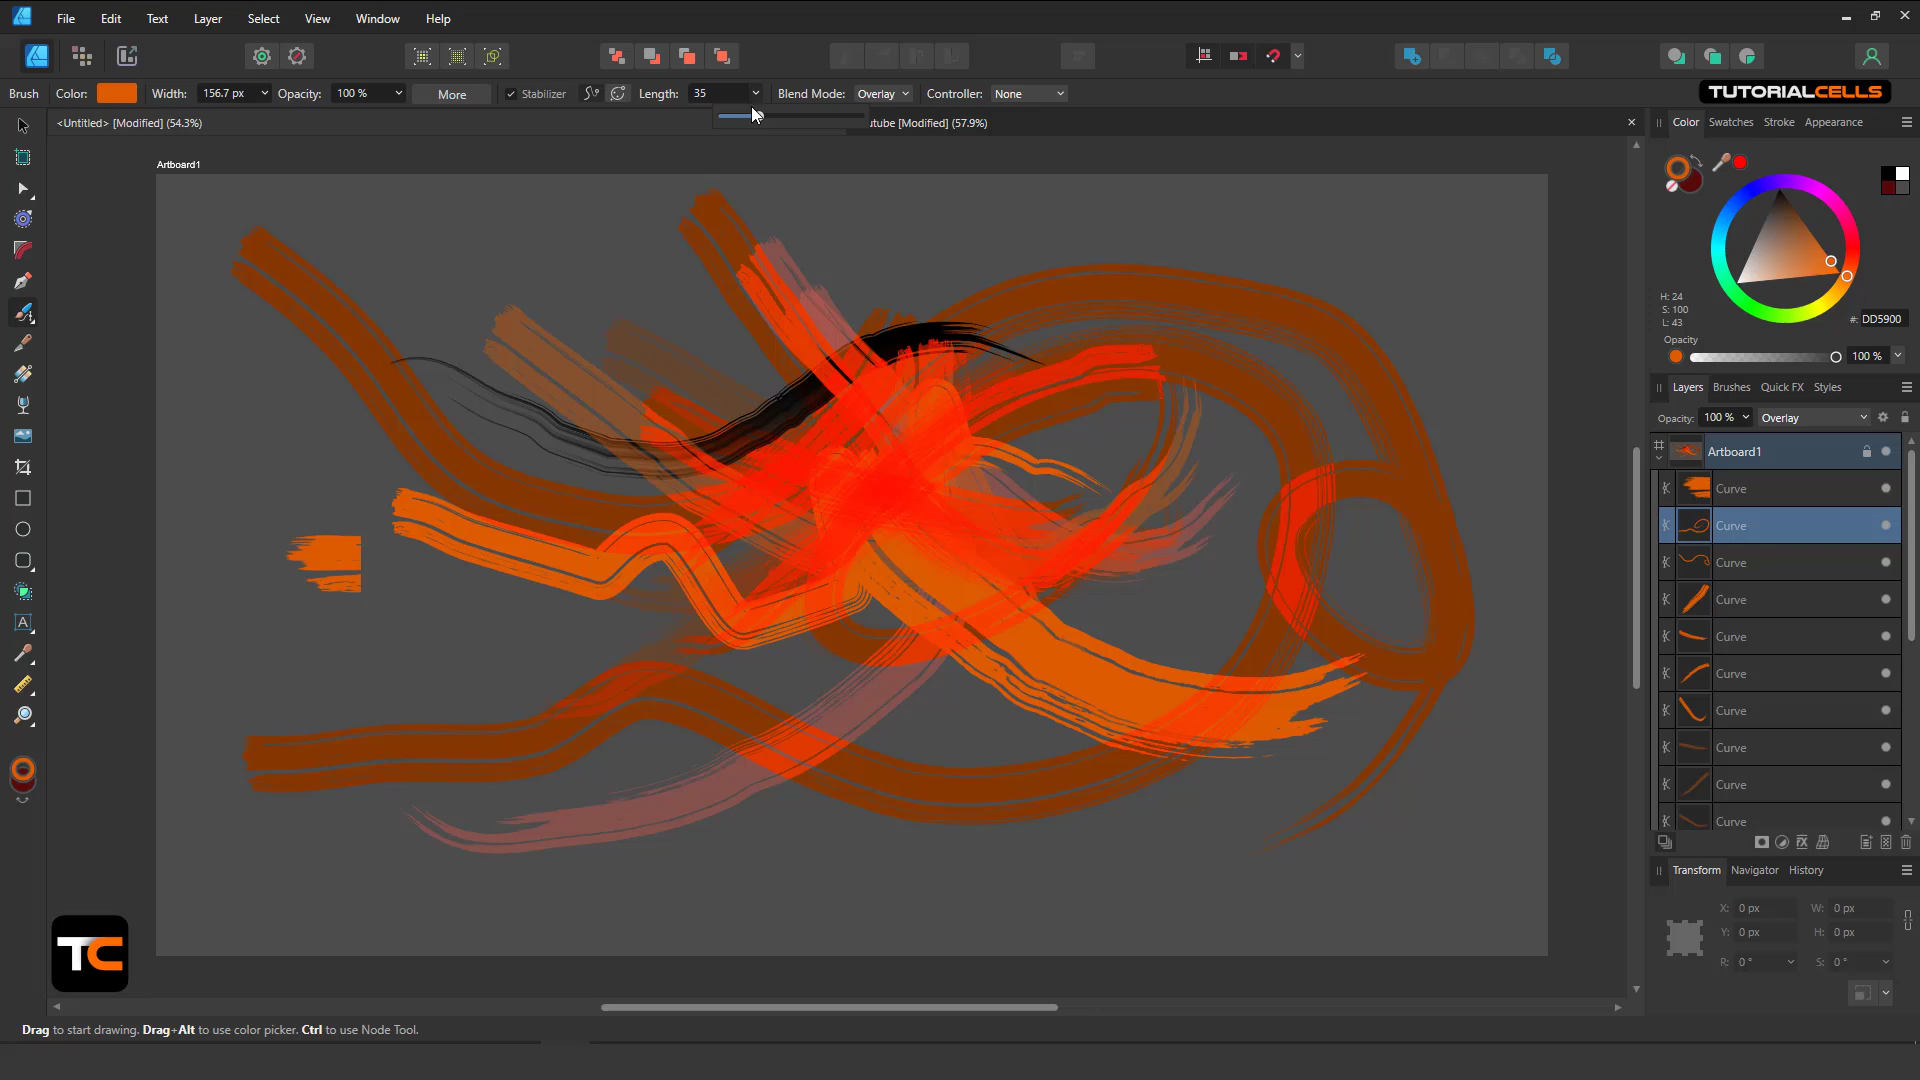 File Edit Text Layer Select View Window Help
Brush Color: Width: 156.7 px Opacity: 100 % More Stabilizer Length: 35 Blend Mode: Overlay Controller: None
TUTORIALCELLS
<Untitled> [Modified] (54.3%)
utube [Modified] (57.9%)
Color Swatches Stroke Appearance
Artboard1
H: 24
S: 100
L: 43
#: DD5900
Opacity
100 %
Layers Brushes Quick FX Styles
Opacity: 100 % Overlay
Artboard1
Curve
Curve
Curve
Curve
Curve
Curve
Curve
Curve
Curve
Curve
Transform Navigator History
X: 0 px W: 0 px
Y: 0 px H: 0 px
R: 0 ° S: 0 °
TC
Drag to start drawing. Drag+Alt to use color picker. Ctrl to use Node Tool.